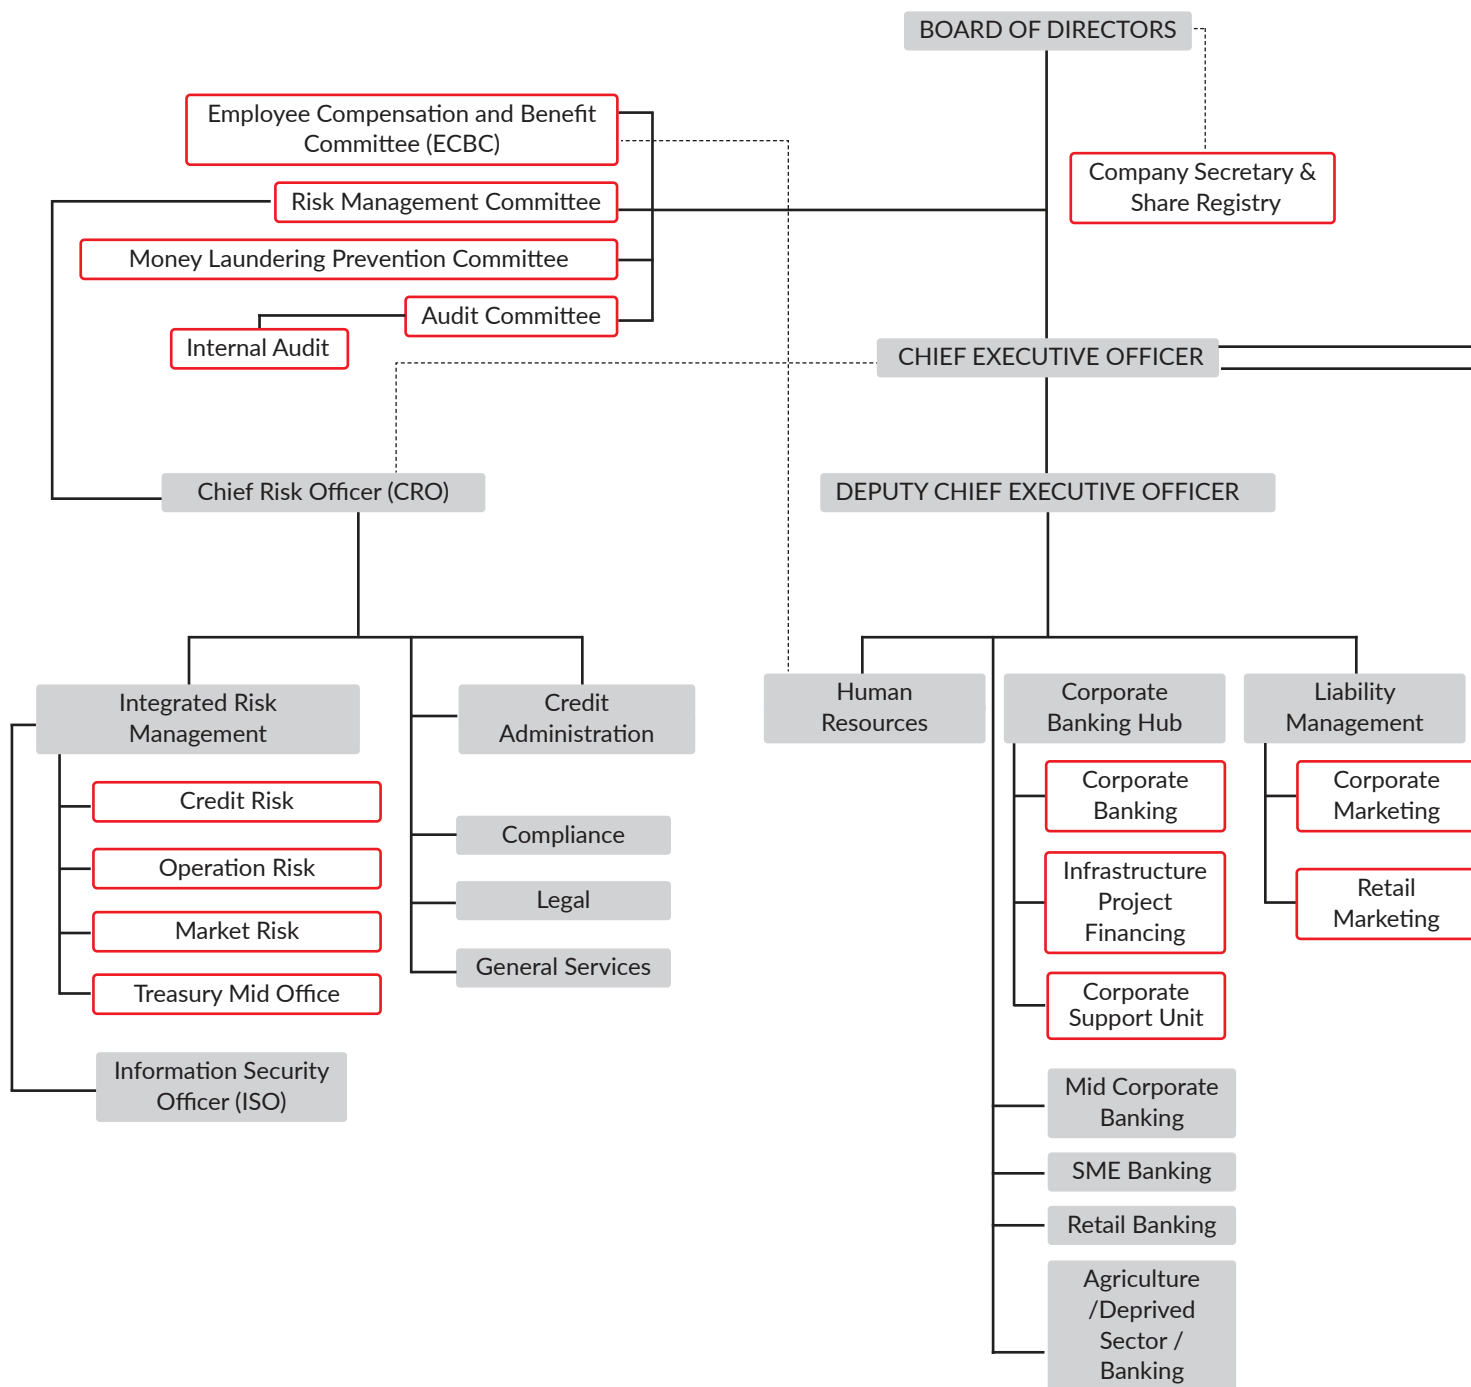 BOARD OF DIRECTORS
Employee Compensation and Benefit
Committee (ECBC)
Company Secretary &
Share Registry
Risk Management Committee
Money Laundering Prevention Committee
Audit Committee
Internal Audit
CHIEF EXECUTIVE OFFICER
Chief Risk Officer (CRO)
DEPUTY CHIEF EXECUTIVE OFFICER
Integrated Risk
Management
Credit Risk
Operation Risk
Market Risk
Treasury Mid Office
Information Security
Officer (ISO)
Credit
Administration
Compliance
Legal
General Services
Human
Resources
Corporate
Banking Hub
Corporate
Banking
Infrastructure
Project
Financing
Corporate
Support Unit
Mid Corporate
Banking
SME Banking
Retail Banking
Agriculture
/Deprived
Sector /
Banking
Liability
Management
Corporate
Marketing
Retail
Marketing